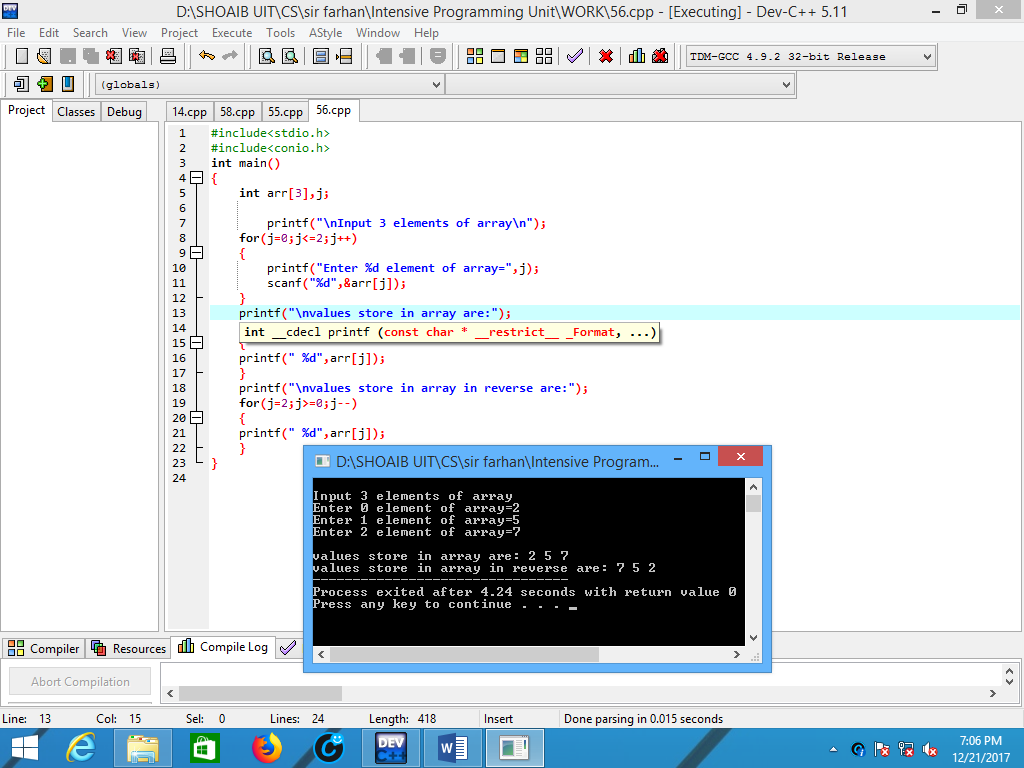 D:\SHOAIB UIT\CS\sir farhan\Intensive Programming Unit\WORK\56.cpp - [Executing] - Dev-C++ 5.11
File Edit Search View Project Execute Tools AStyle Window Help
TDM-GCC 4.9.2 32-bit Release
(globals)
Project Classes Debug 14.cpp 58.cpp 55.cpp 56.cpp
1 #include<stdio.h>
2 #include<conio.h>
3 int main()
4 {
5 int arr[3],j;
6
7 printf("\nInput 3 elements of array\n");
8 for(j=0;j<=2;j++)
9 {
10 printf("Enter %d element of array=",j);
11 scanf("%d",&arr[j]);
12 }
13 printf("\nvalues store in array are:");
14 int __cdecl printf (const char * __restrict__ _Format, ...)
15 {
16 printf(" %d",arr[j]);
17 }
18 printf("\nvalues store in array in reverse are:");
19 for(j=2;j>=0;j--)
20 {
21 printf(" %d",arr[j]);
22 }
23 }
24
D:\SHOAIB UIT\CS\sir farhan\Intensive Program...
Input 3 elements of array
Enter 0 element of array=2
Enter 1 element of array=5
Enter 2 element of array=7
values store in array are: 2 5 7
values store in array in reverse are: 7 5 2
--------------------------------
Process exited after 4.24 seconds with return value 0
Press any key to continue . . . _
Compiler Resources Compile Log
Abort Compilation
Line: 13 Col: 15 Sel: 0 Lines: 24 Length: 418 Insert Done parsing in 0.015 seconds
DEV C++
7:06 PM
12/21/2017